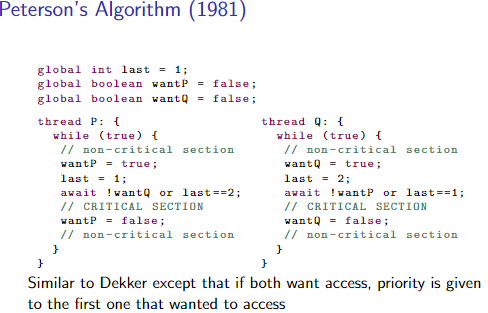 Peterson's Algorithm (1981)
global int last = 1;
global boolean wantP = false;
global boolean wantQ = false;
thread P: {
while (true) {
// non-critical section
wantP = true;
last = 1;
await !wantQ or last==2;
// CRITICAL SECTION
wantP = false;
// non-critical section
}
}
thread Q: {
while (true) {
// non-critical section
wantQ = true;
last = 2;
await !wantP or last==1;
// CRITICAL SECTION
wantQ = false;
// non-critical section
}
}
Similar to Dekker except that if both want access, priority is given
to the first one that wanted to access